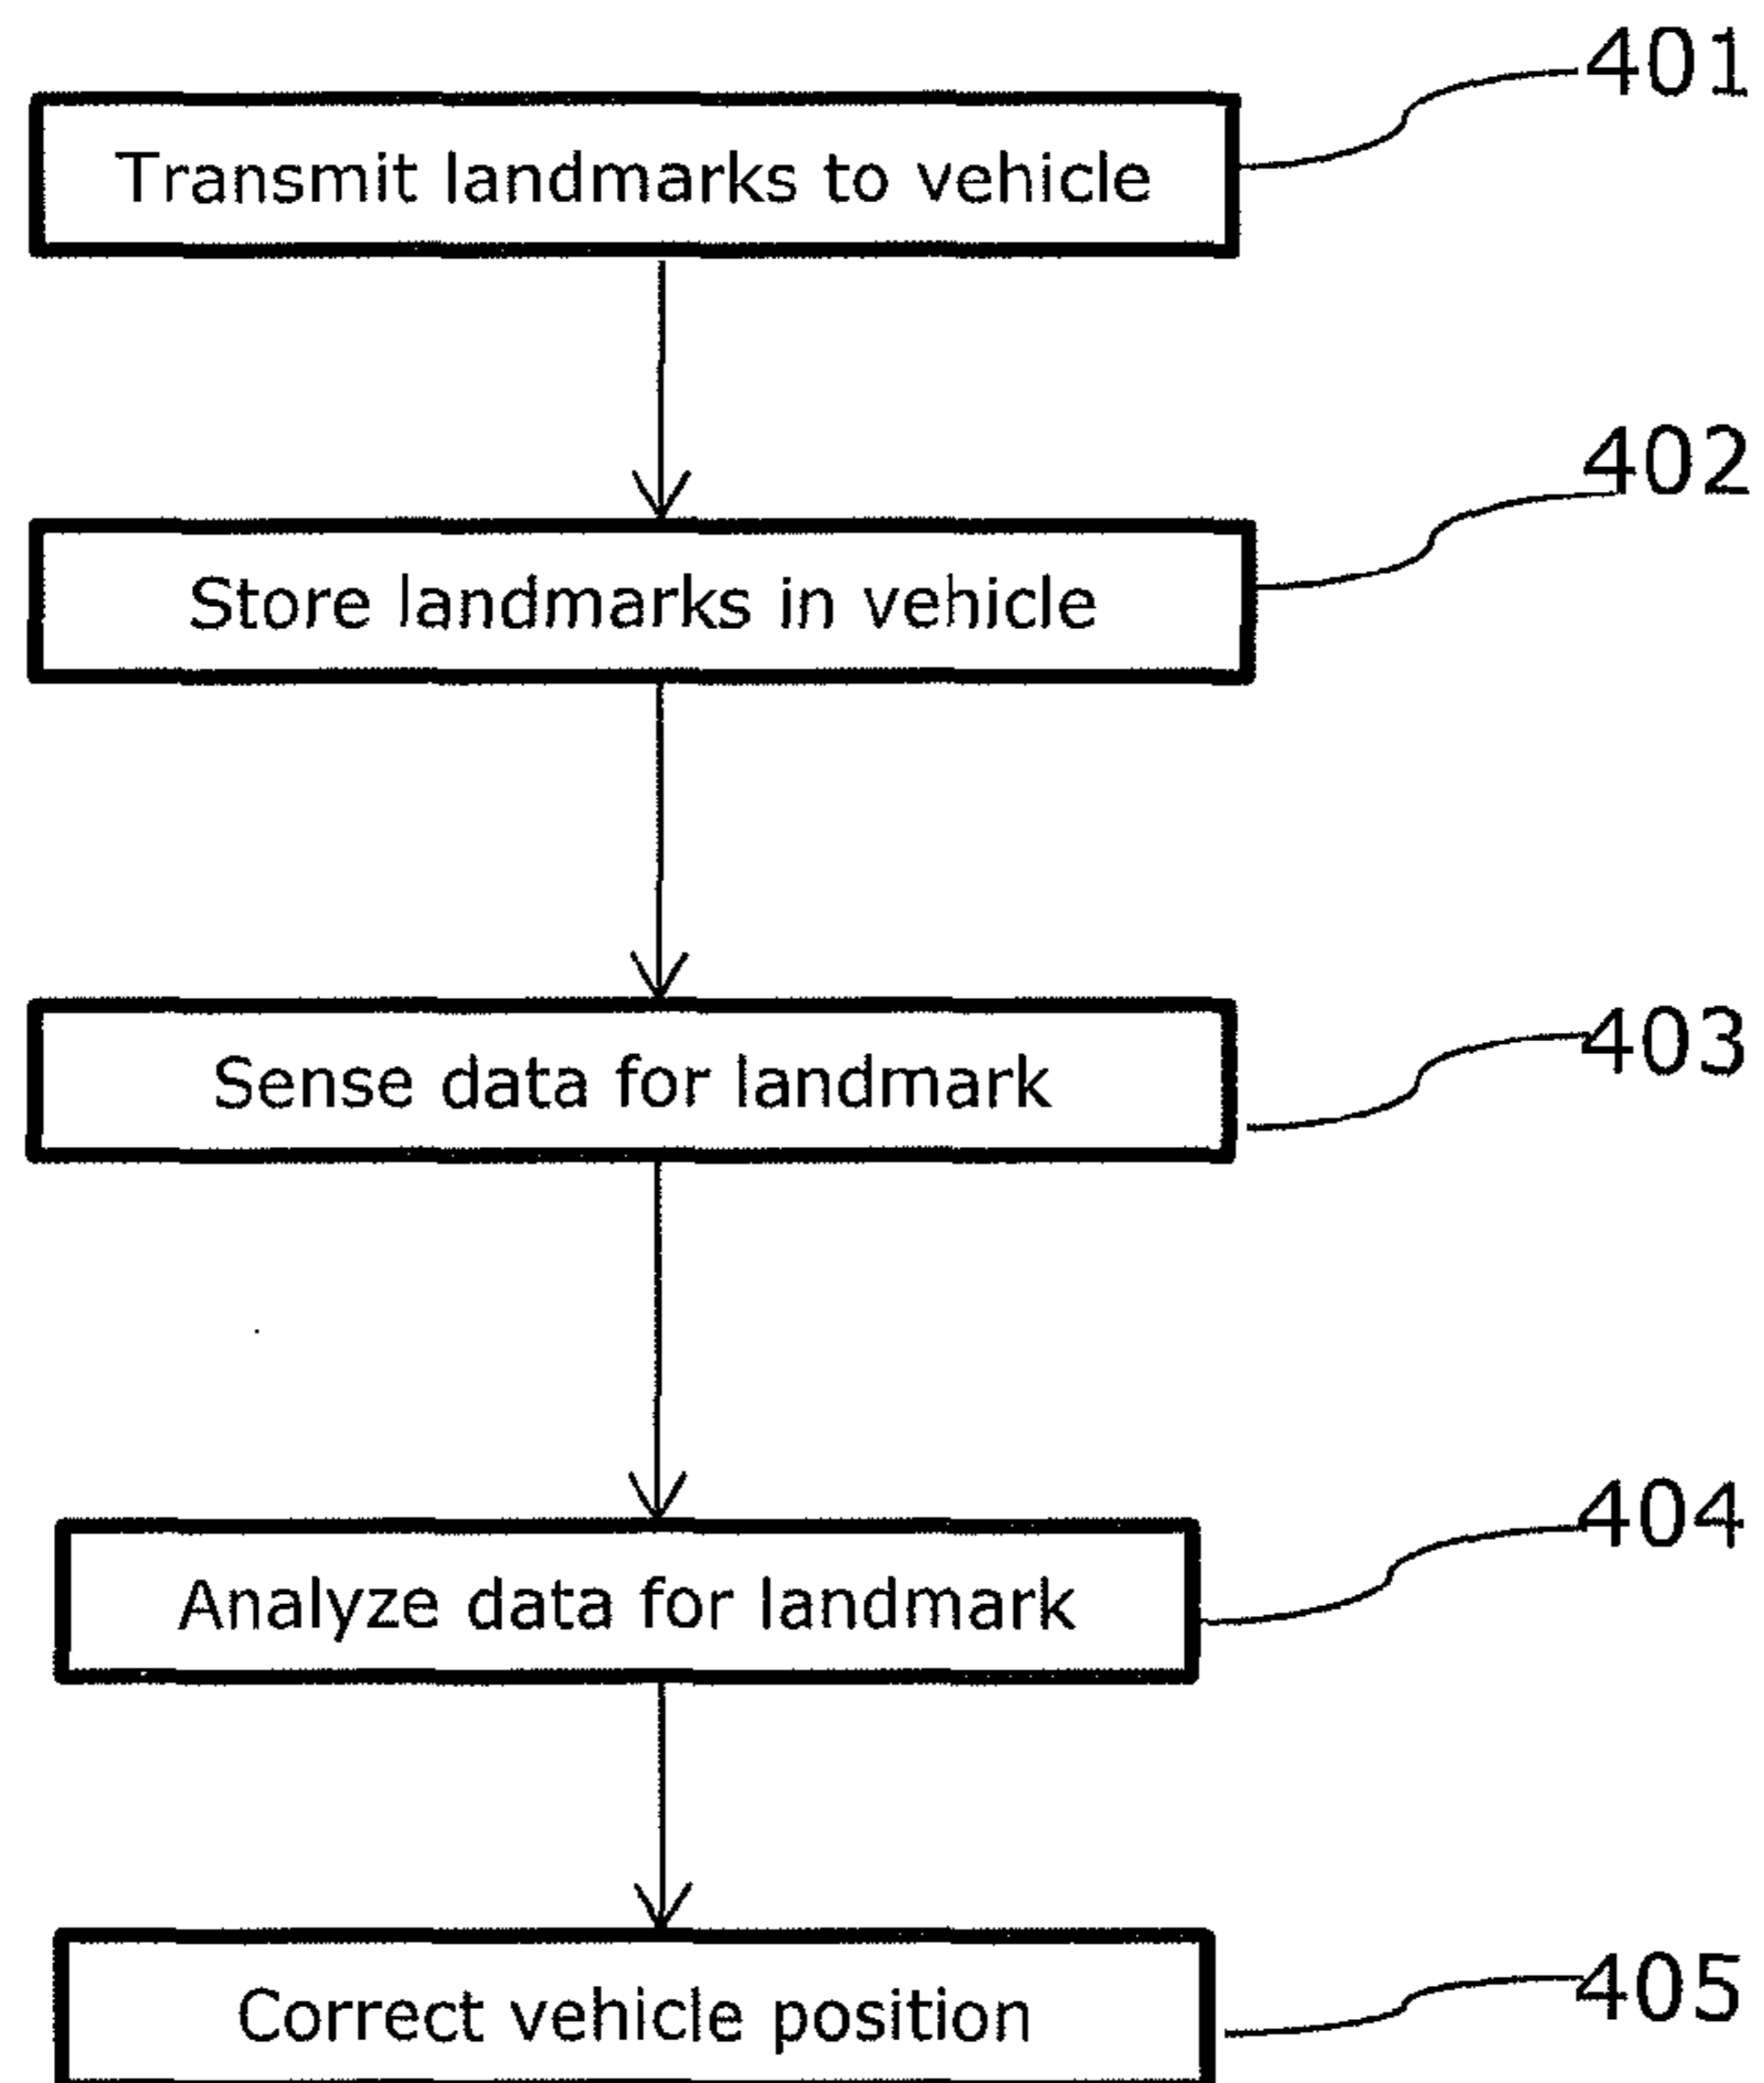 401
Transmit landmarks to vehicle
402
Store landmarks in vehicle
403
Sense data for landmark
404
Analyze data for landmark
405
Correct vehicle position